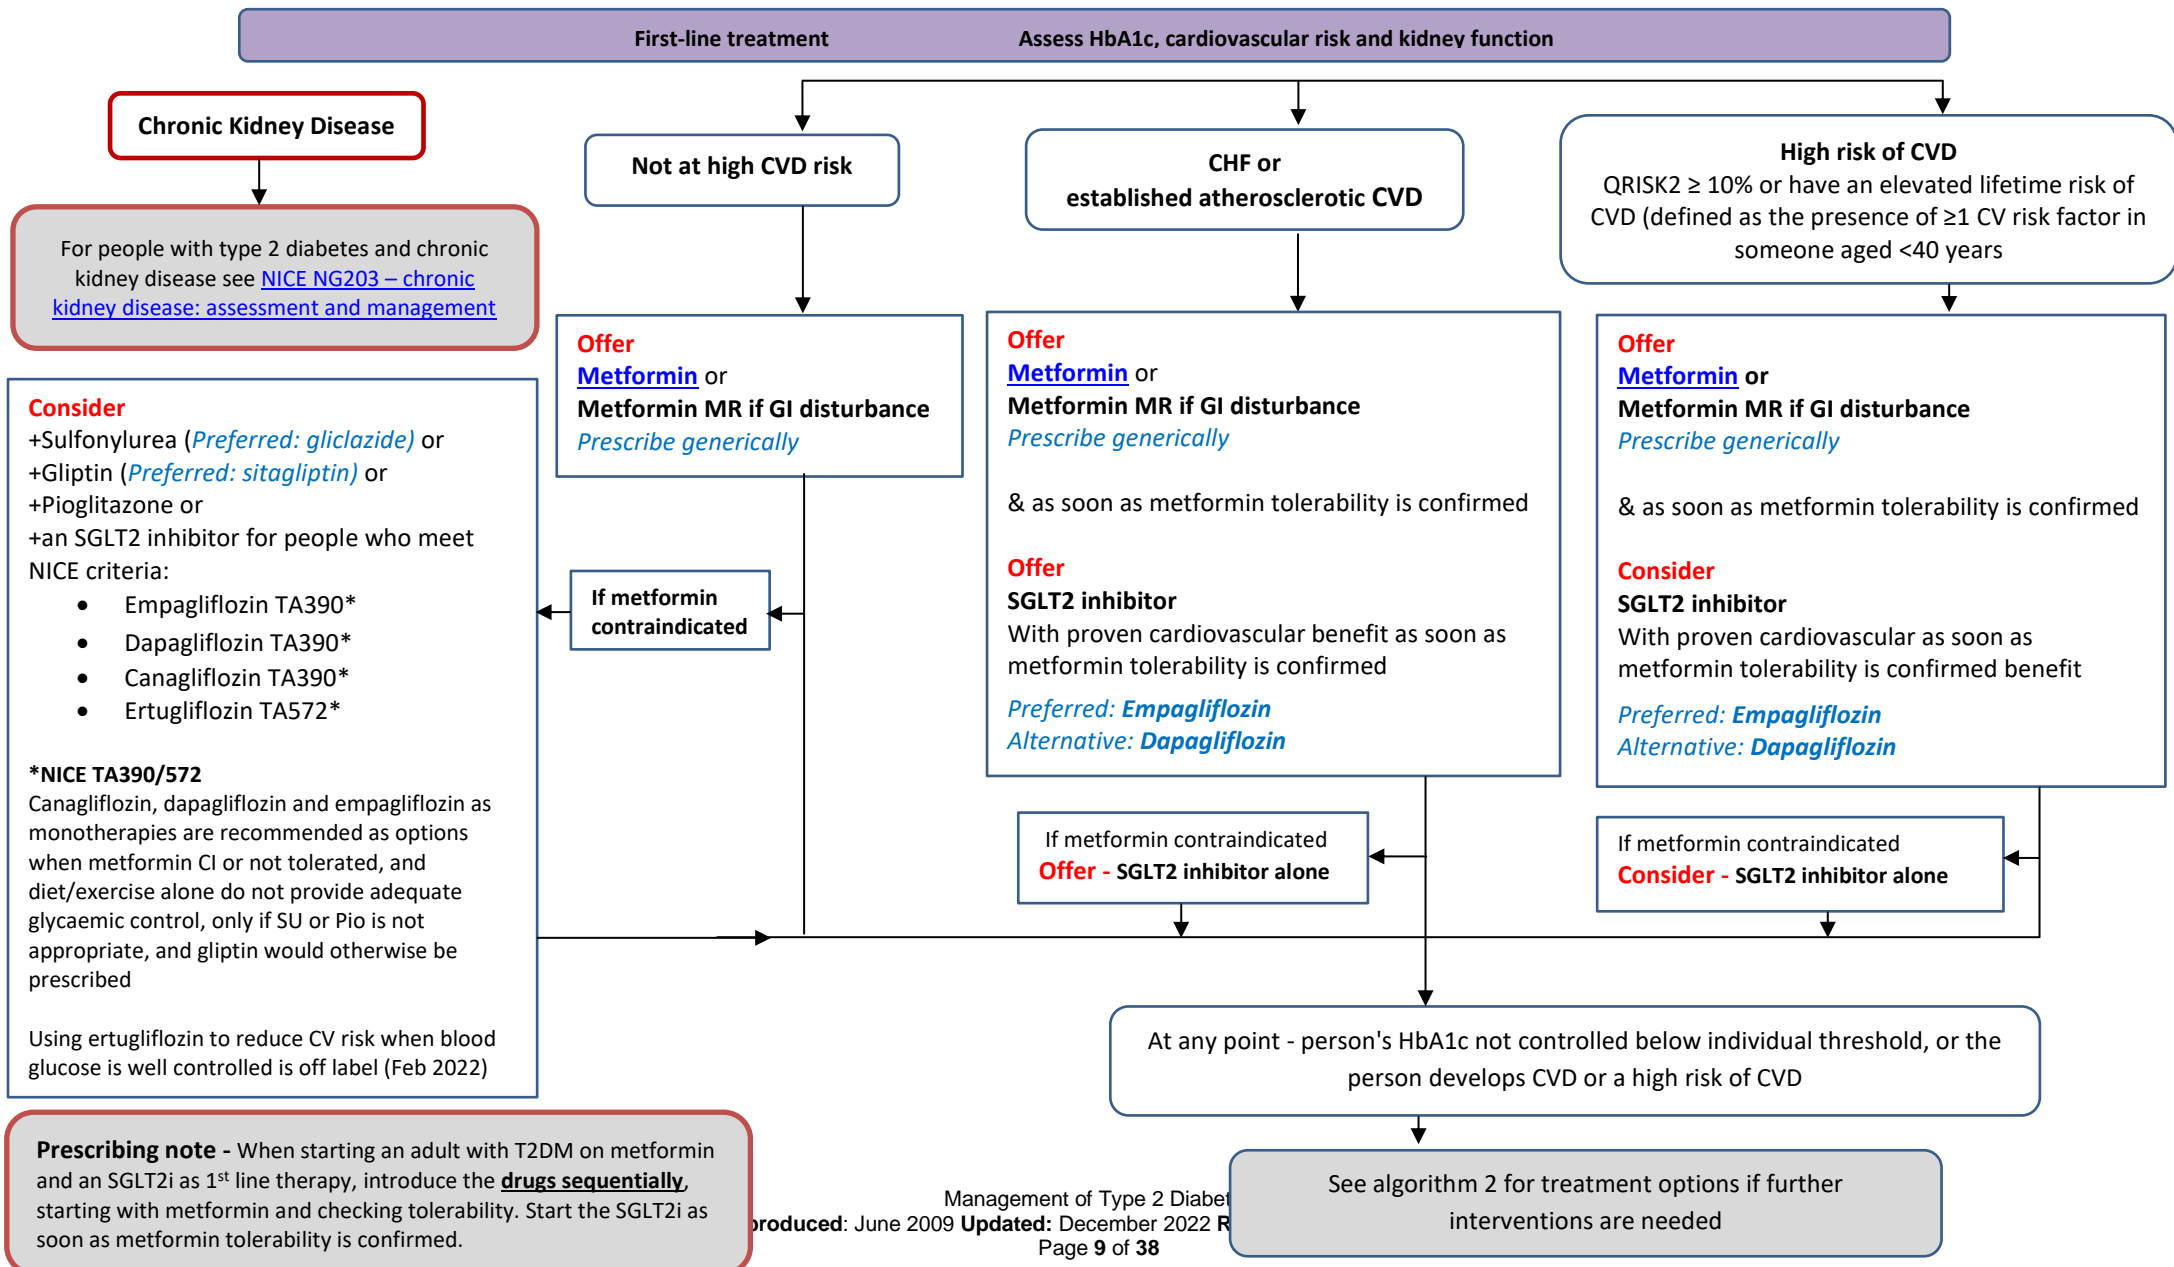 First-line treatment Assess HbA1c, cardiovascular risk and kidney function
Chronic Kidney Disease
For people with type 2 diabetes and chronic
kidney disease see NICE NG203 – chronic
kidney disease: assessment and management
Consider
+Sulfonylurea (Preferred: gliclazide) or
+Gliptin (Preferred: sitagliptin) or
+Pioglitazone or
+an SGLT2 inhibitor for people who meet
NICE criteria:
• Empagliflozin TA390*
• Dapagliflozin TA390*
• Canagliflozin TA390*
• Ertugliflozin TA572*
*NICE TA390/572
Canagliflozin, dapagliflozin and empagliflozin as
monotherapies are recommended as options
when metformin CI or not tolerated, and
diet/exercise alone do not provide adequate
glycaemic control, only if SU or Pio is not
appropriate, and gliptin would otherwise be
prescribed
Using ertugliflozin to reduce CV risk when blood
glucose is well controlled is off label (Feb 2022)
Prescribing note - When starting an adult with T2DM on metformin
and an SGLT2i as 1st line therapy, introduce the drugs sequentially,
starting with metformin and checking tolerability. Start the SGLT2i as
soon as metformin tolerability is confirmed.
Not at high CVD risk
Offer
Metformin or
Metformin MR if GI disturbance
Prescribe generically
If metformin
contraindicated
CHF or
established atherosclerotic CVD
Offer
Metformin or
Metformin MR if GI disturbance
Prescribe generically
& as soon as metformin tolerability is confirmed
Offer
SGLT2 inhibitor
With proven cardiovascular benefit as soon as
metformin tolerability is confirmed
Preferred: Empagliflozin
Alternative: Dapagliflozin
If metformin contraindicated
Offer - SGLT2 inhibitor alone
High risk of CVD
QRISK2 ≥ 10% or have an elevated lifetime risk of
CVD (defined as the presence of ≥1 CV risk factor in
someone aged <40 years
Offer
Metformin or
Metformin MR if GI disturbance
Prescribe generically
& as soon as metformin tolerability is confirmed
Consider
SGLT2 inhibitor
With proven cardiovascular as soon as
metformin tolerability is confirmed benefit
Preferred: Empagliflozin
Alternative: Dapagliflozin
If metformin contraindicated
Consider - SGLT2 inhibitor alone
At any point - person's HbA1c not controlled below individual threshold, or the
person develops CVD or a high risk of CVD
See algorithm 2 for treatment options if further
interventions are needed
Management of Type 2
: June 2009 Updated: December 2022
Page 9 of 38